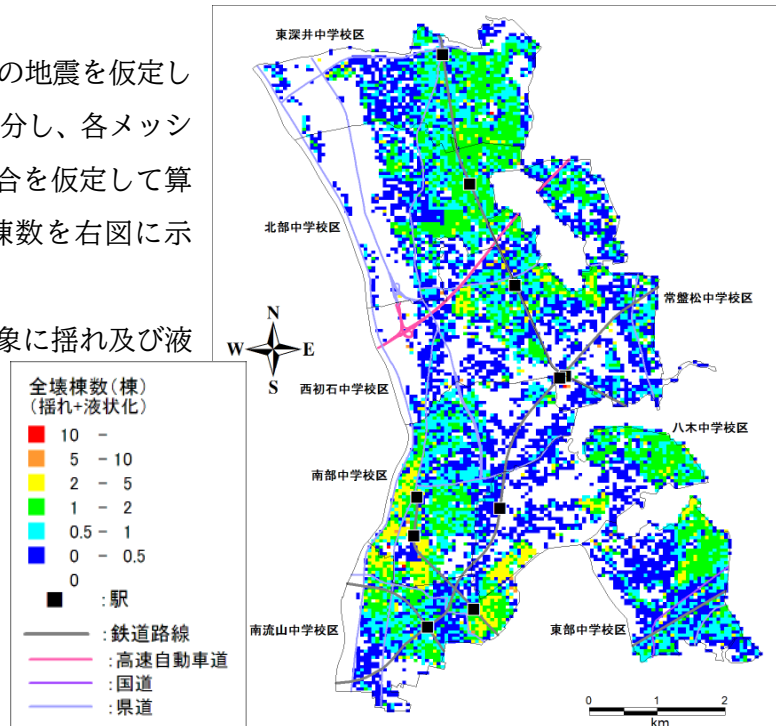 の地震を仮定し
分し、各メッシ
合を仮定して算
棟数を右図に示
象に揺れ及び液
東深井中学校区
北部中学校区
常盤松中学校区
N
W E
S
西初石中学校区
八木中学校区
南部中学校区
南流山中学校区
東部中学校区
全壊棟数(棟)
(揺れ+液状化)
10 -
5 - 10
2 - 5
1 - 2
0.5 - 1
0 - 0.5
0
:駅
:鉄道路線
:高速自動車道
:国道
:県道
0 1 2
km